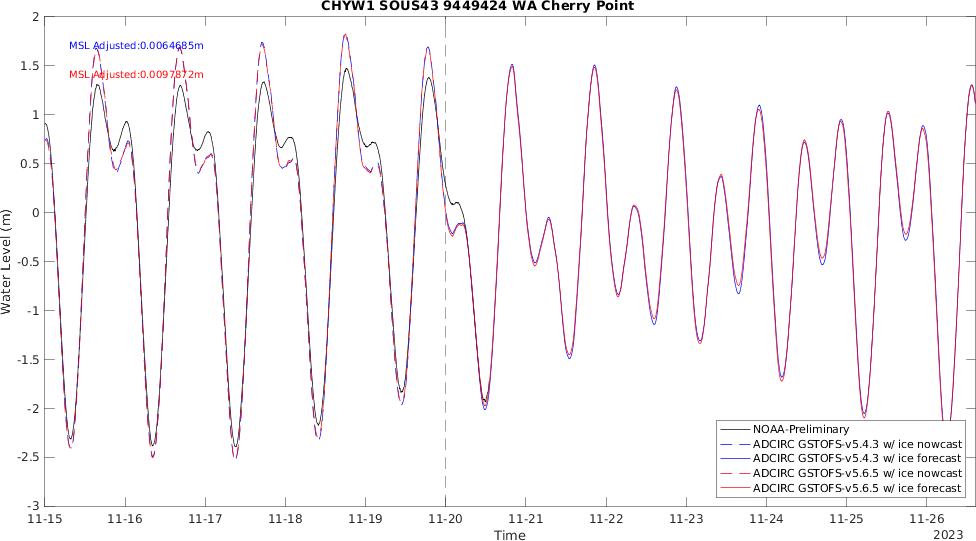 CHYW1 SOUS43 9449424 WA Cherry Point
MSL Adjusted:0.0064685m
MSL Adjusted:0.0097872m
Water Level (m)
2
1.5
1
0.5
0
-0.5
-1
-1.5
-2
-2.5
-3
NOAA-Preliminary
ADCIRC GSTOFS-v5.4.3 w/ ice nowcast
ADCIRC GSTOFS-v5.4.3 w/ ice forecast
ADCIRC GSTOFS-v5.6.5 w/ ice nowcast
ADCIRC GSTOFS-v5.6.5 w/ ice forecast
11-15 11-16 11-17 11-18 11-19 11-20 11-21 11-22 11-23 11-24 11-25 11-26
Time
2023